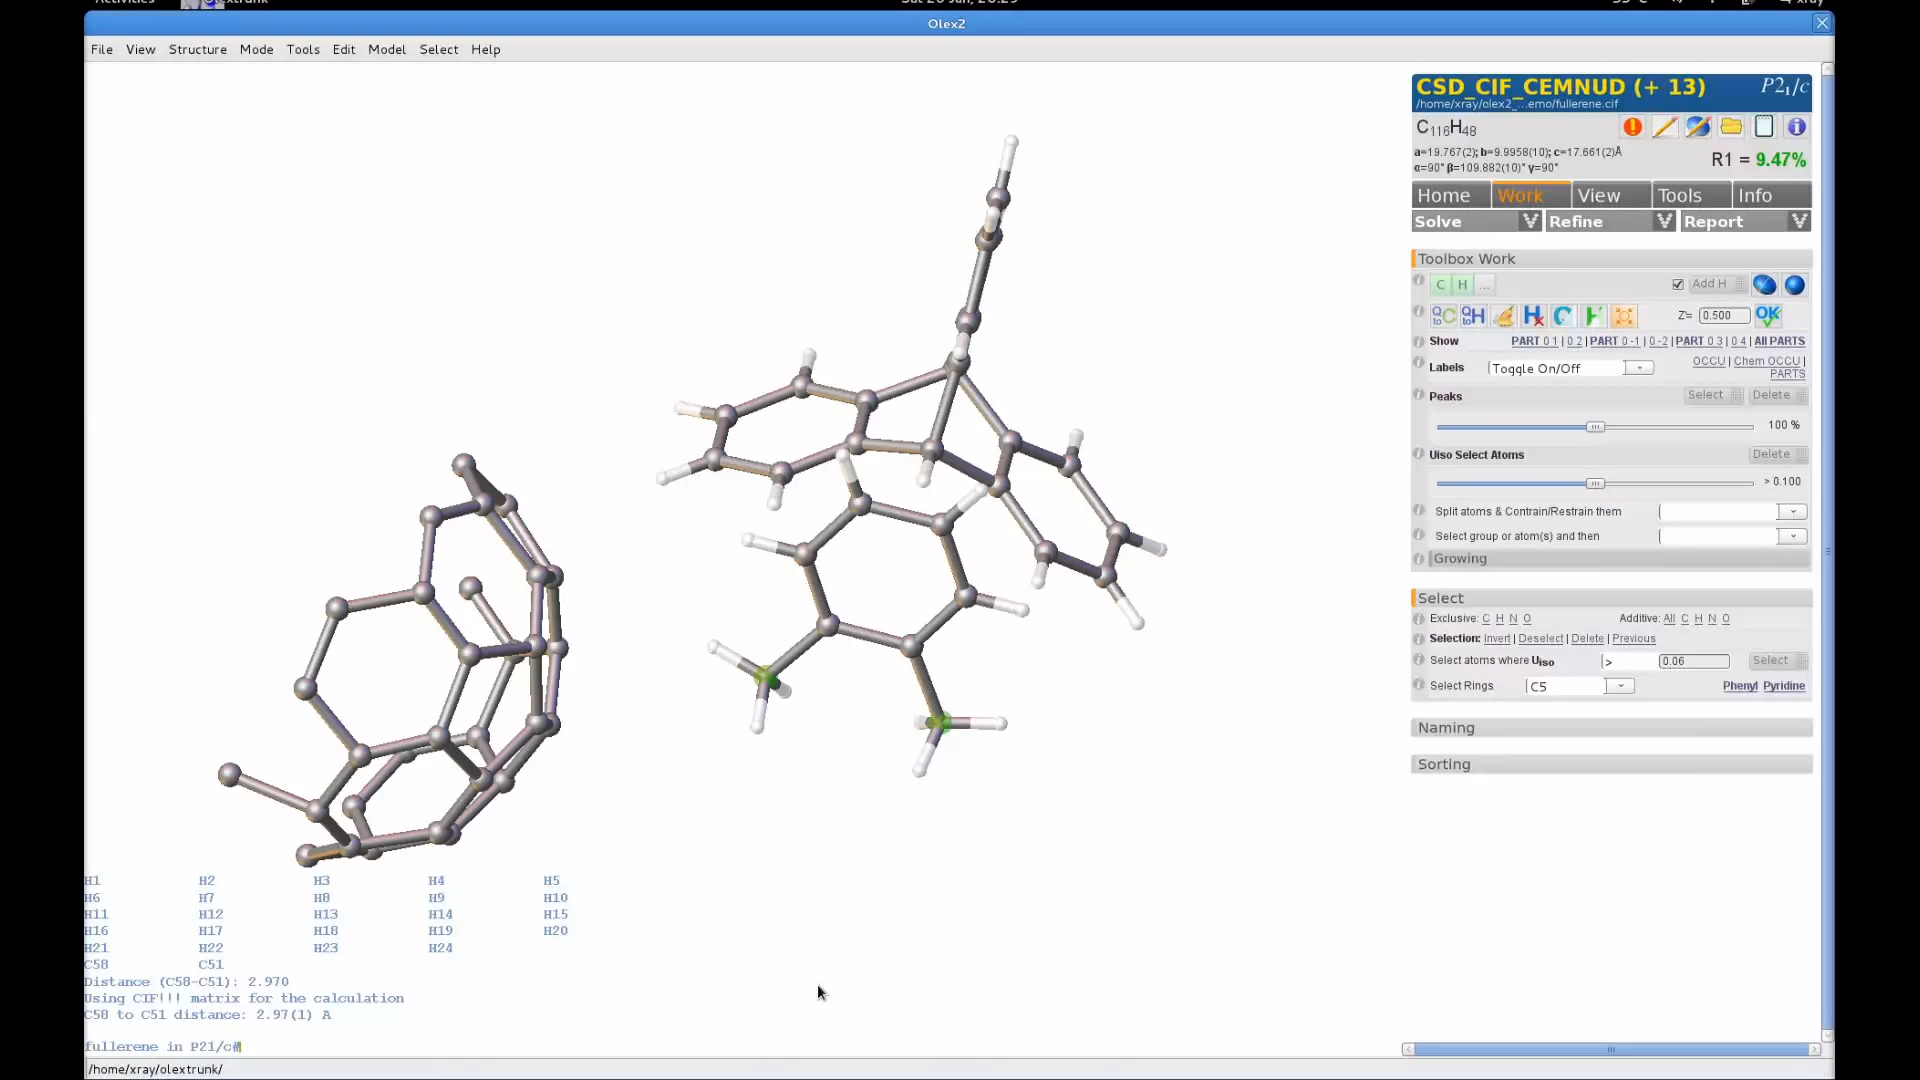 Olex2
File View Structure Mode Tools Edit Model Select Help
CSD_CIF_CEMNUD (+ 13) P2₁/c
/home/xray/olex2_...emo/fullerene.cif
C₁₁₆H₄₈
a=19.767(2); b=9.9958(10); c=17.661(2)Å
α=90° β=109.882(10)° γ=90°
R1 = 9.47%
Home Work View Tools Info
Solve Refine Report
Toolbox Work
C H ... Add H
Z'= 0.500 OK
Show PART 0 1 | 0 2 | PART 0 -1 | 0 -2 | PART 0 3 | 0 4 | All PARTS
Labels Toggle On/Off OCCU | Chem OCCU |
PARTS
Peaks Select Delete
100 %
Uiso Select Atoms Delete
> 0.100
Split atoms & Contrain/Restrain them
Select group or atom(s) and then
Growing
Select
Exclusive: C H N O Additive: All C H N O
Selection: Invert | Deselect | Delete | Previous
Select atoms where Uiso > 0.06 Select
Select Rings C5 Phenyl Pyridine
Naming
Sorting
H1 H2 H3 H4 H5
H6 H7 H8 H9 H10
H11 H12 H13 H14 H15
H16 H17 H18 H19 H20
H21 H22 H23 H24
C58 C51
Distance (C58-C51): 2.970
Using CIF!!! matrix for the calculation
C58 to C51 distance: 2.97(1) A
fullerene in P21/c#
/home/xray/olextrunk/